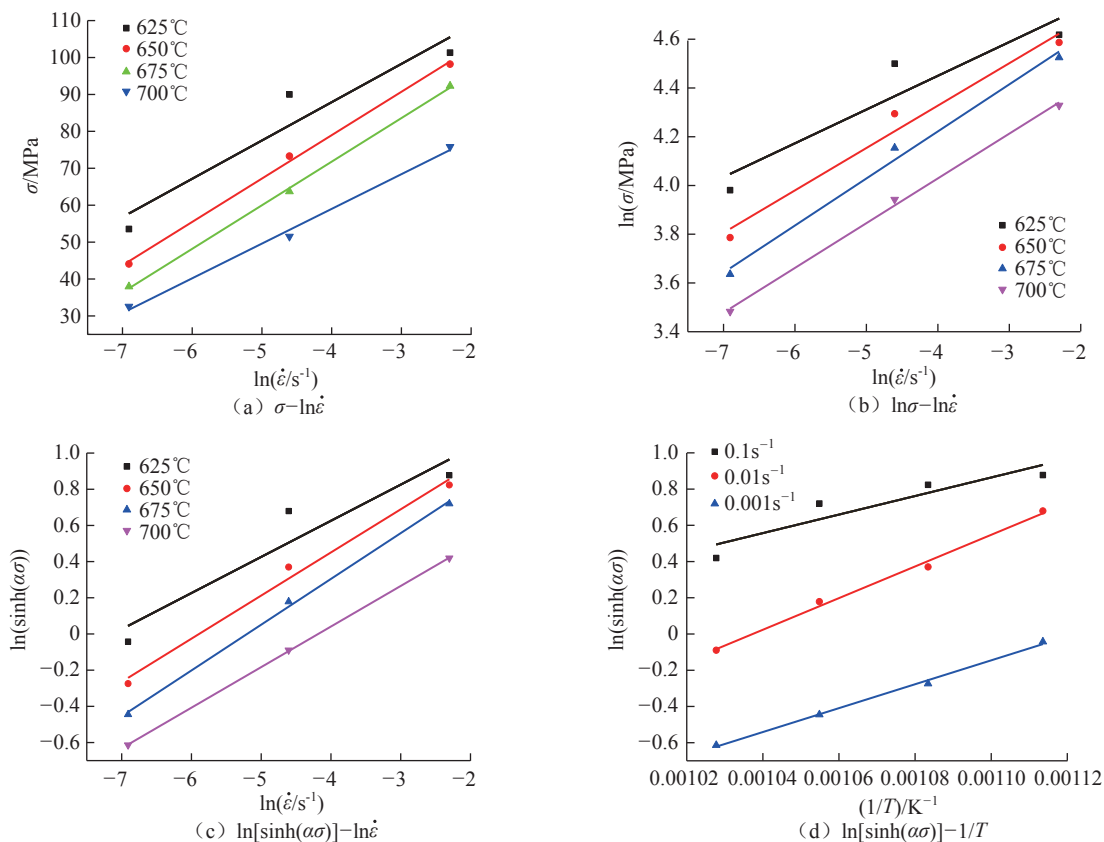 110
100
90
80
70
60
50
40
30
σ/MPa
625℃
650℃
675℃
700℃
−7 −6 −5 −4 −3 −2
ln(ε̇/s⁻¹)
(a) σ−lnε̇
4.6
4.4
4.2
4.0
3.8
3.6
3.4
ln(σ/MPa)
625℃
650℃
675℃
700℃
−7 −6 −5 −4 −3 −2
ln(ε̇/s⁻¹)
(b) lnσ−lnε̇
1.0
0.8
0.6
0.4
0.2
0
−0.2
−0.4
−0.6
ln(sinh(ασ))
625℃
650℃
675℃
700℃
−7 −6 −5 −4 −3 −2
ln(ε̇/s⁻¹)
(c) ln[sinh(ασ)]−lnε̇
1.0
0.8
0.6
0.4
0.2
0
−0.2
−0.4
−0.6
ln(sinh(ασ))
0.1s⁻¹
0.01s⁻¹
0.001s⁻¹
0.00102 0.00104 0.00106 0.00108 0.00110 0.00112
(1/T)/K⁻¹
(d) ln[sinh(ασ)]−1/T